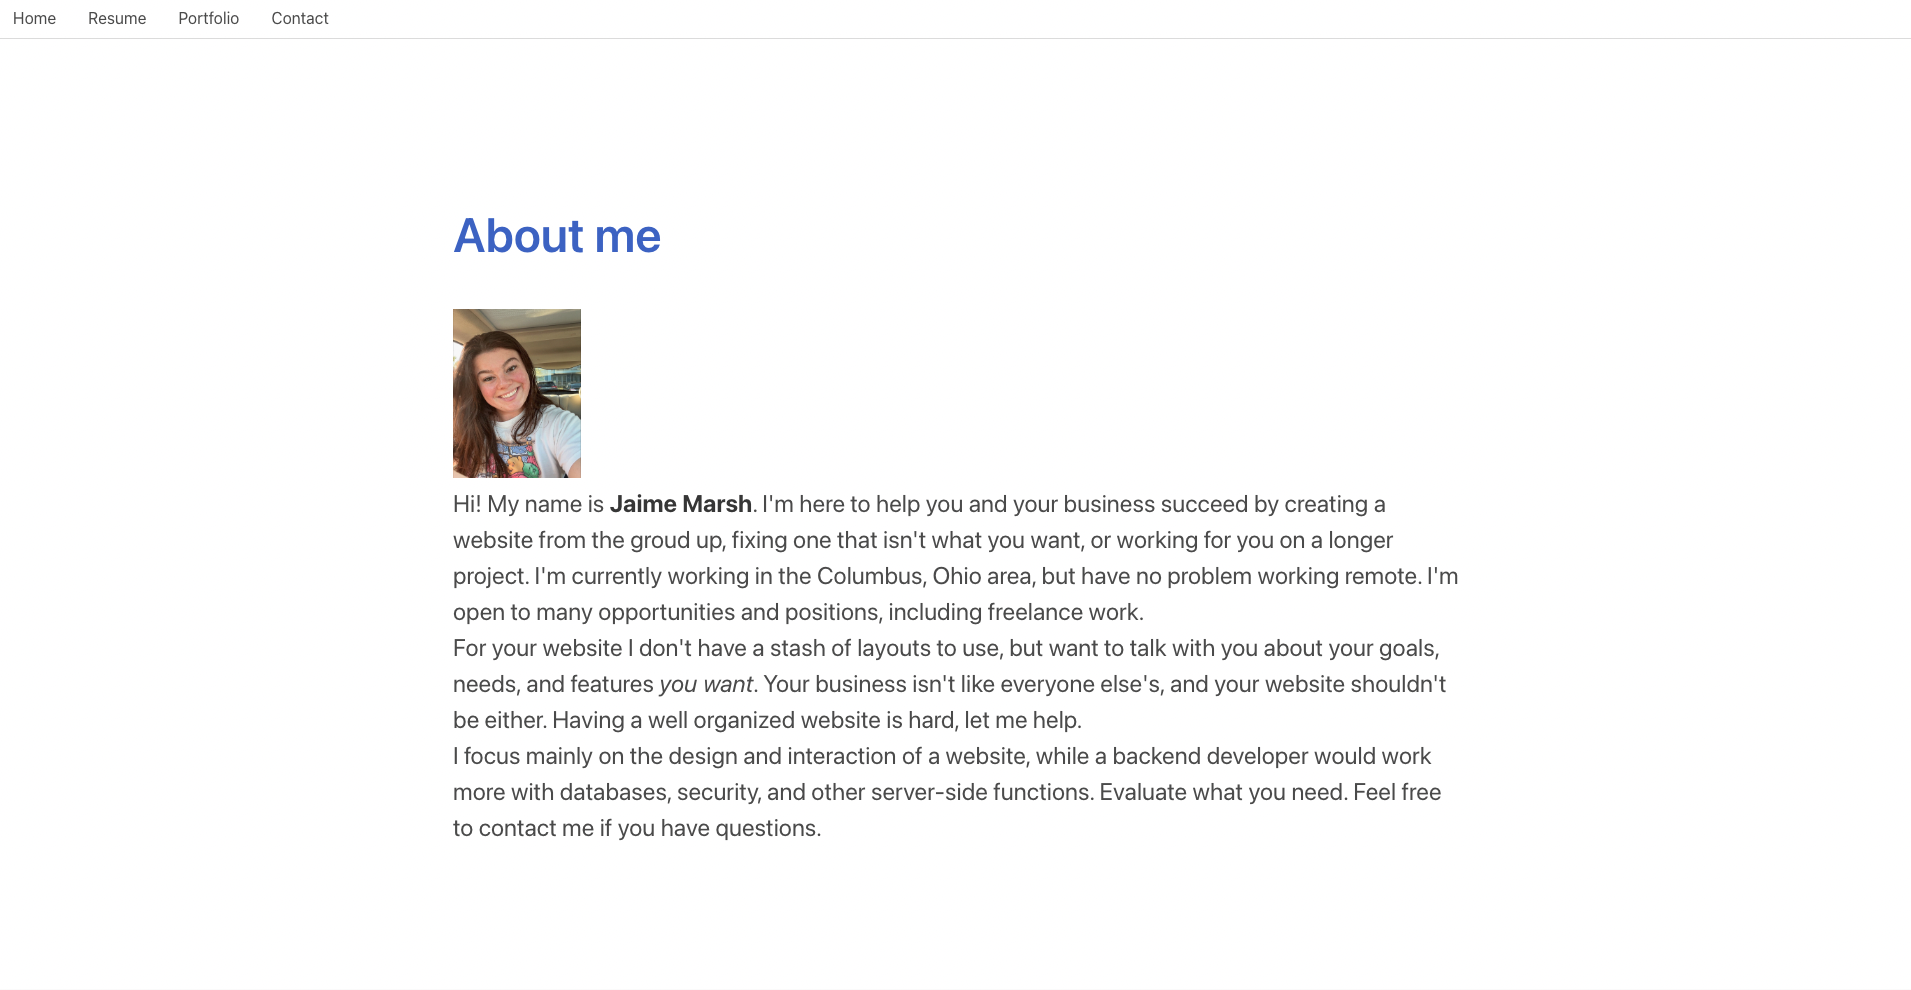 Home Resume Portfolio Contact
About me
Hi! My name is Jaime Marsh. I'm here to help you and your business succeed by creating a
website from the groud up, fixing one that isn't what you want, or working for you on a longer
project. I'm currently working in the Columbus, Ohio area, but have no problem working remote. I'm
open to many opportunities and positions, including freelance work.
For your website I don't have a stash of layouts to use, but want to talk with you about your goals,
needs, and features you want. Your business isn't like everyone else's, and your website shouldn't
be either. Having a well organized website is hard, let me help.
I focus mainly on the design and interaction of a website, while a backend developer would work
more with databases, security, and other server-side functions. Evaluate what you need. Feel free
to contact me if you have questions.